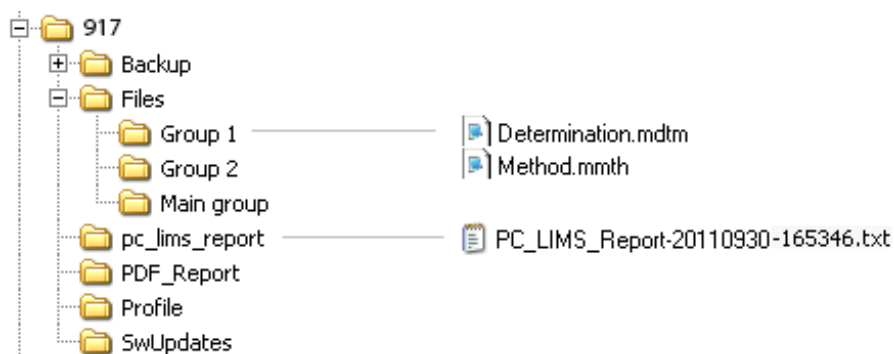 917
Backup
Files
Group 1 Determination.mdtm
Group 2 Method.mmth
Main group
pc_lims_report PC_LIMS_Report-20110930-165346.txt
PDF_Report
Profile
SwUpdates